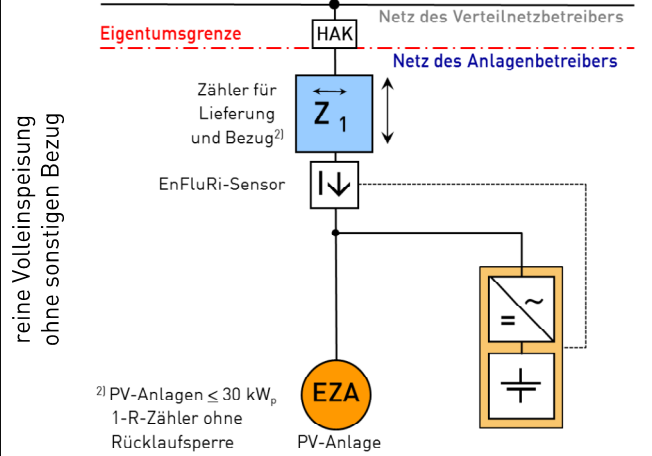 Netz des Verteilnetzbetreibers
Eigentumsgrenze
HAK
Netz des Anlagenbetreibers
Zähler für
Lieferung
und Bezug²⁾
Z 1
reine Volleinspeisung
ohne sonstigen Bezug
EnFluRi-Sensor
~
=
EZA
²⁾ PV-Anlagen ≤ 30 kWp
1-R-Zähler ohne
Rücklaufsperre
PV-Anlage